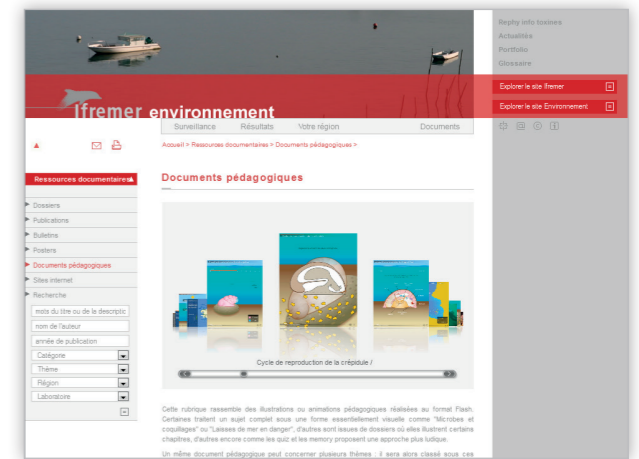 Rephy info toxines
Actualités
Portfolio
Glossaire
Explorer le site Ifremer
Explorer le site Environnement
Ifremer environnement
Surveillance Résultats Votre région Documents
Accueil > Ressources documentaires > Documents pédagogiques >
Ressources documentaires
Dossiers
Publications
Bulletins
Posters
Documents pédagogiques
Sites internet
Recherche
mots du titre ou de la descriptic
nom de l'auteur
année de publication
Catégorie
Thème
Région
Laboratoire
Documents pédagogiques
Cycle de reproduction de la crépidule /
Cette rubrique rassemble des illustrations ou animations pédagogiques réalisées au format Flash.
Certaines traitent un sujet complet sous une forme essentiellement visuelle comme "Microbes et
coquillages" ou "Laisses de mer en danger", d'autres sont issues de dossiers où elles illustrent certains
chapitres, d'autres encore comme les quiz et les memory proposent une approche plus ludique.
Un même document pédagogique peut concerner plusieurs thèmes : il sera alors classé sous ces